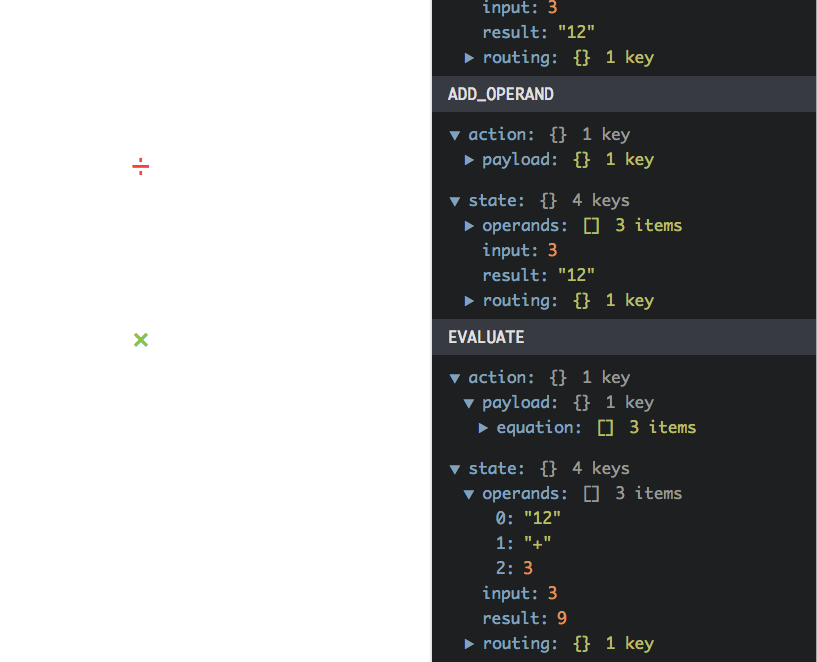 input: 3
result: "12"
▶ routing: {} 1 key
ADD_OPERAND
▼ action: {} 1 key
▶ payload: {} 1 key
÷
▼ state: {} 4 keys
▶ operands: [] 3 items
input: 3
result: "12"
▶ routing: {} 1 key
EVALUATE
×
▼ action: {} 1 key
▼ payload: {} 1 key
▶ equation: [] 3 items
▼ state: {} 4 keys
▼ operands: [] 3 items
0: "12"
1: "+"
2: 3
input: 3
result: 9
▶ routing: {} 1 key